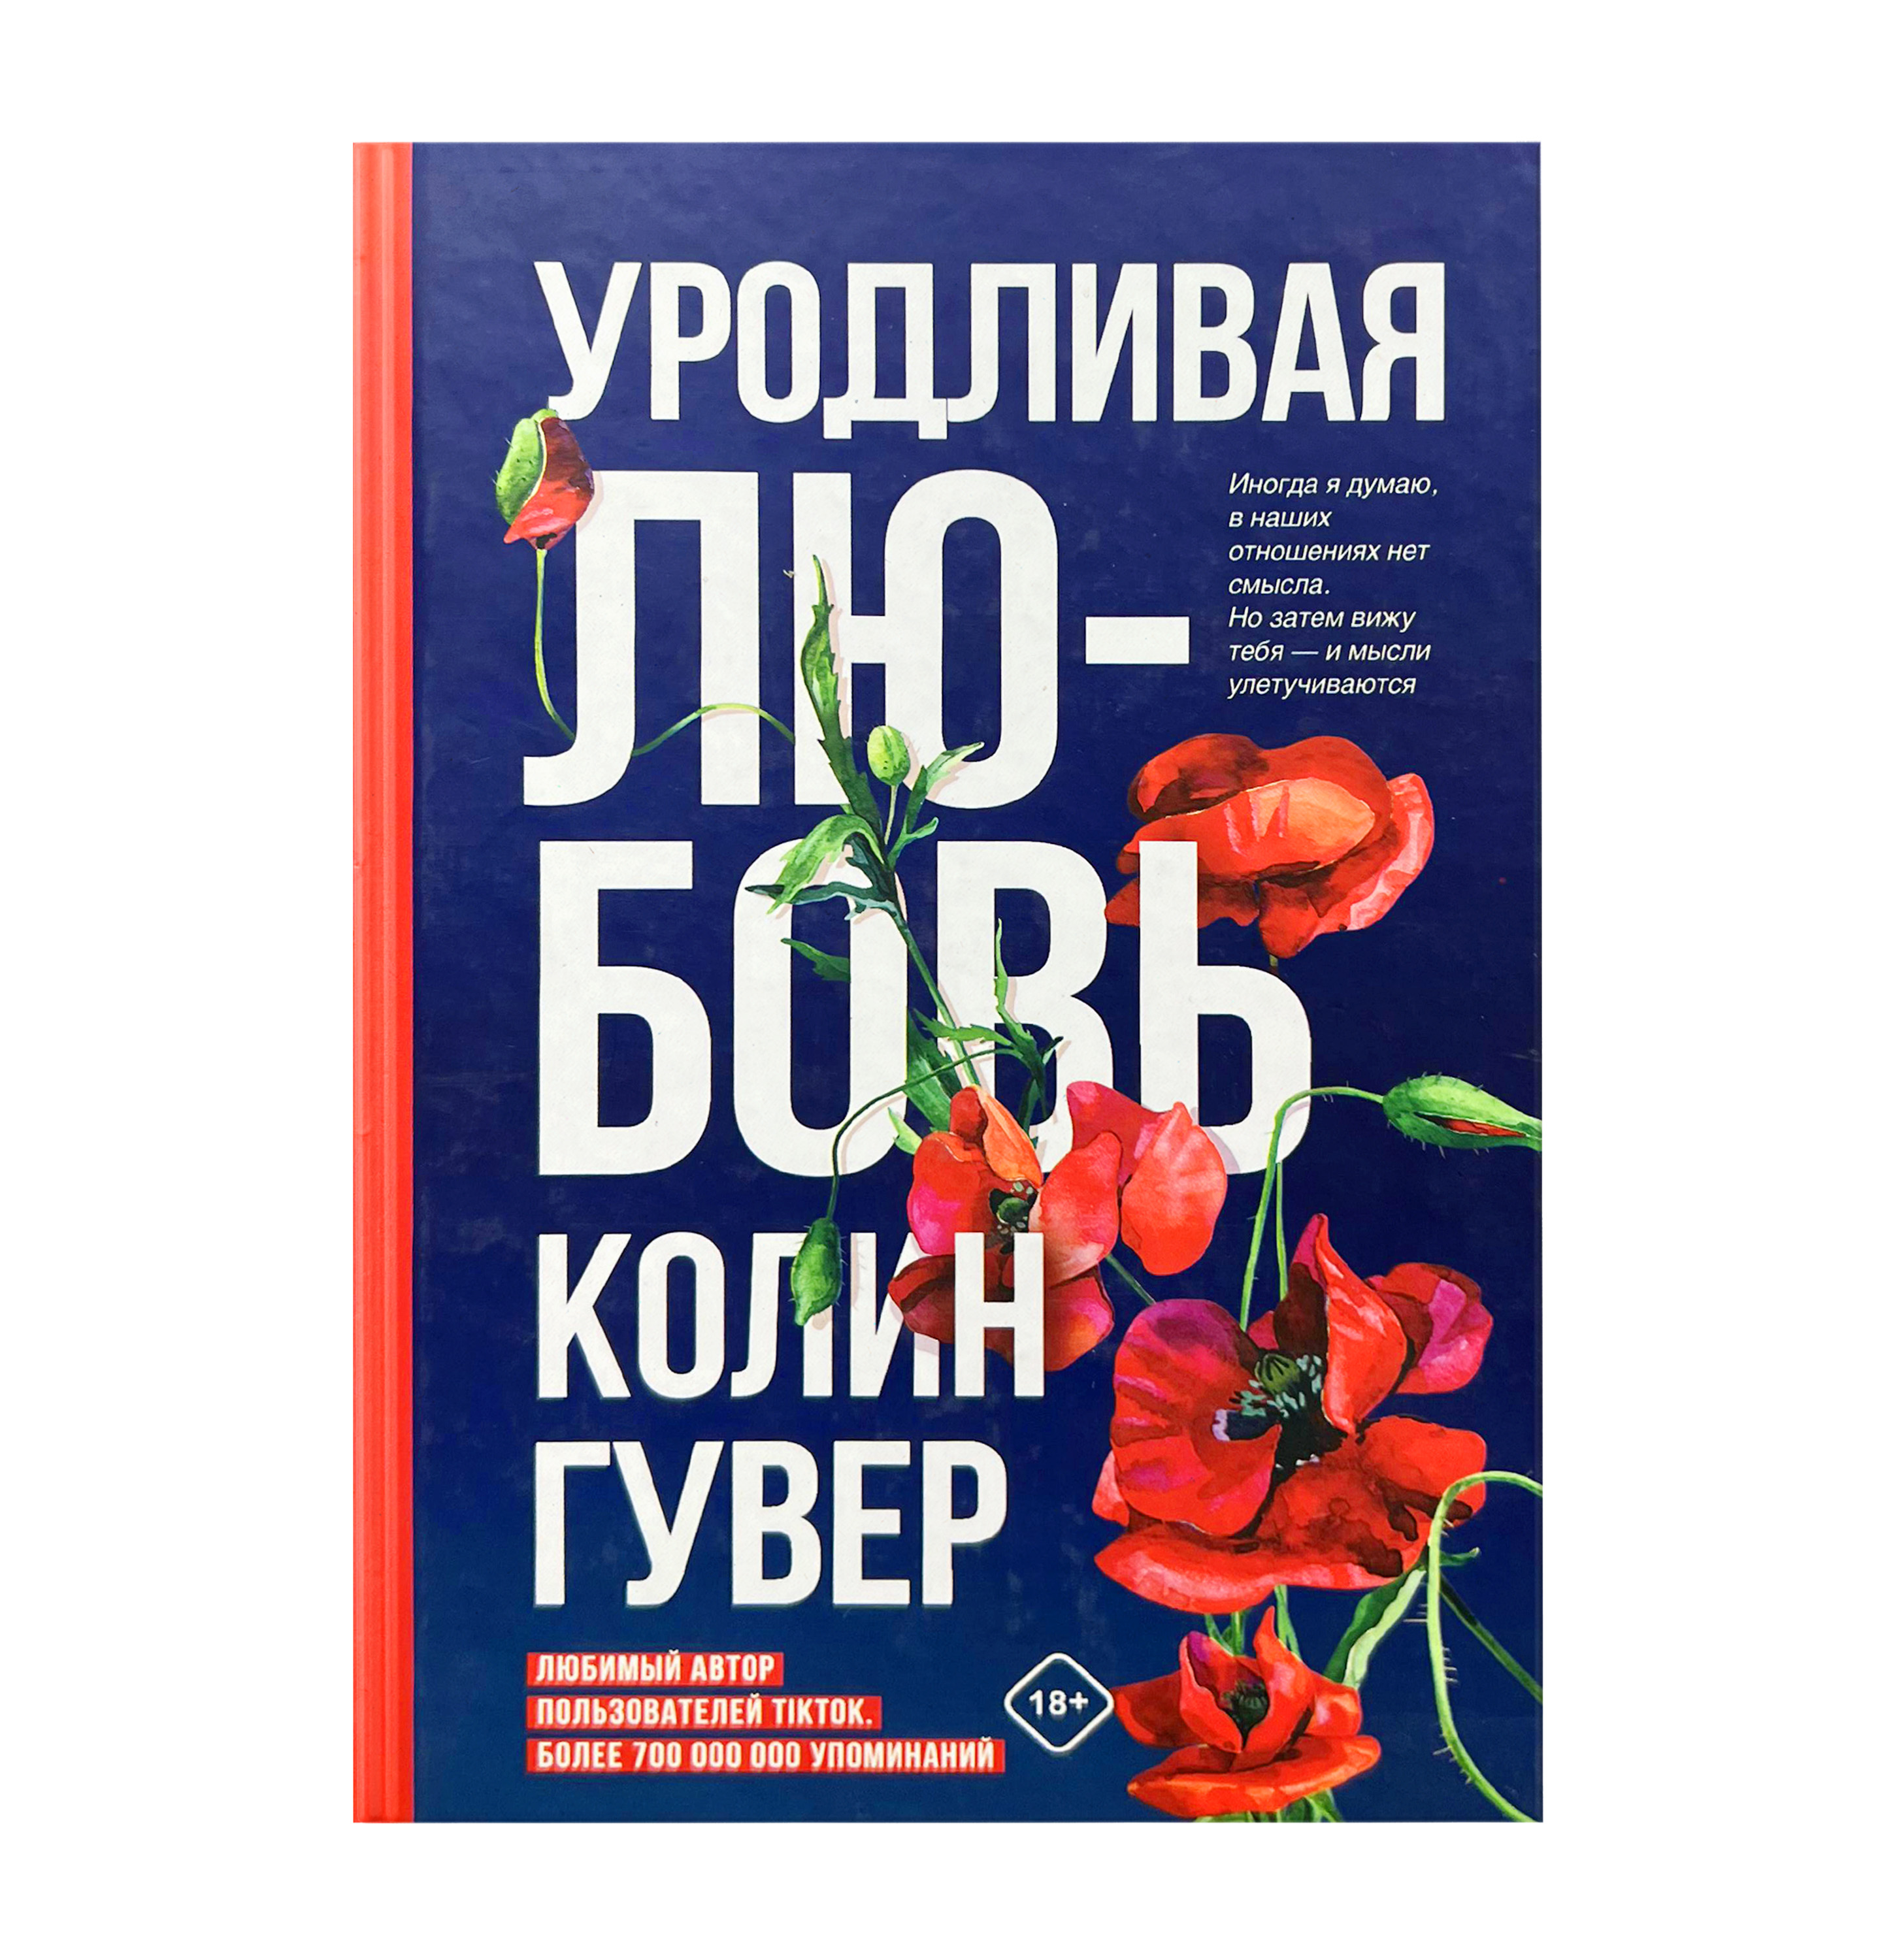 УРОДЛИВАЯ
ЛЮ-
БОВЬ
Иногда я думаю,
в наших
отношениях нет
смысла.
Но затем вижу
тебя — и мысли
улетучиваются
КОЛИН
ГУВЕР
ЛЮБИМЫЙ АВТОР
ПОЛЬЗОВАТЕЛЕЙ TIKTOK.
БОЛЕЕ 700 000 000 УПОМИНАНИЙ
18+